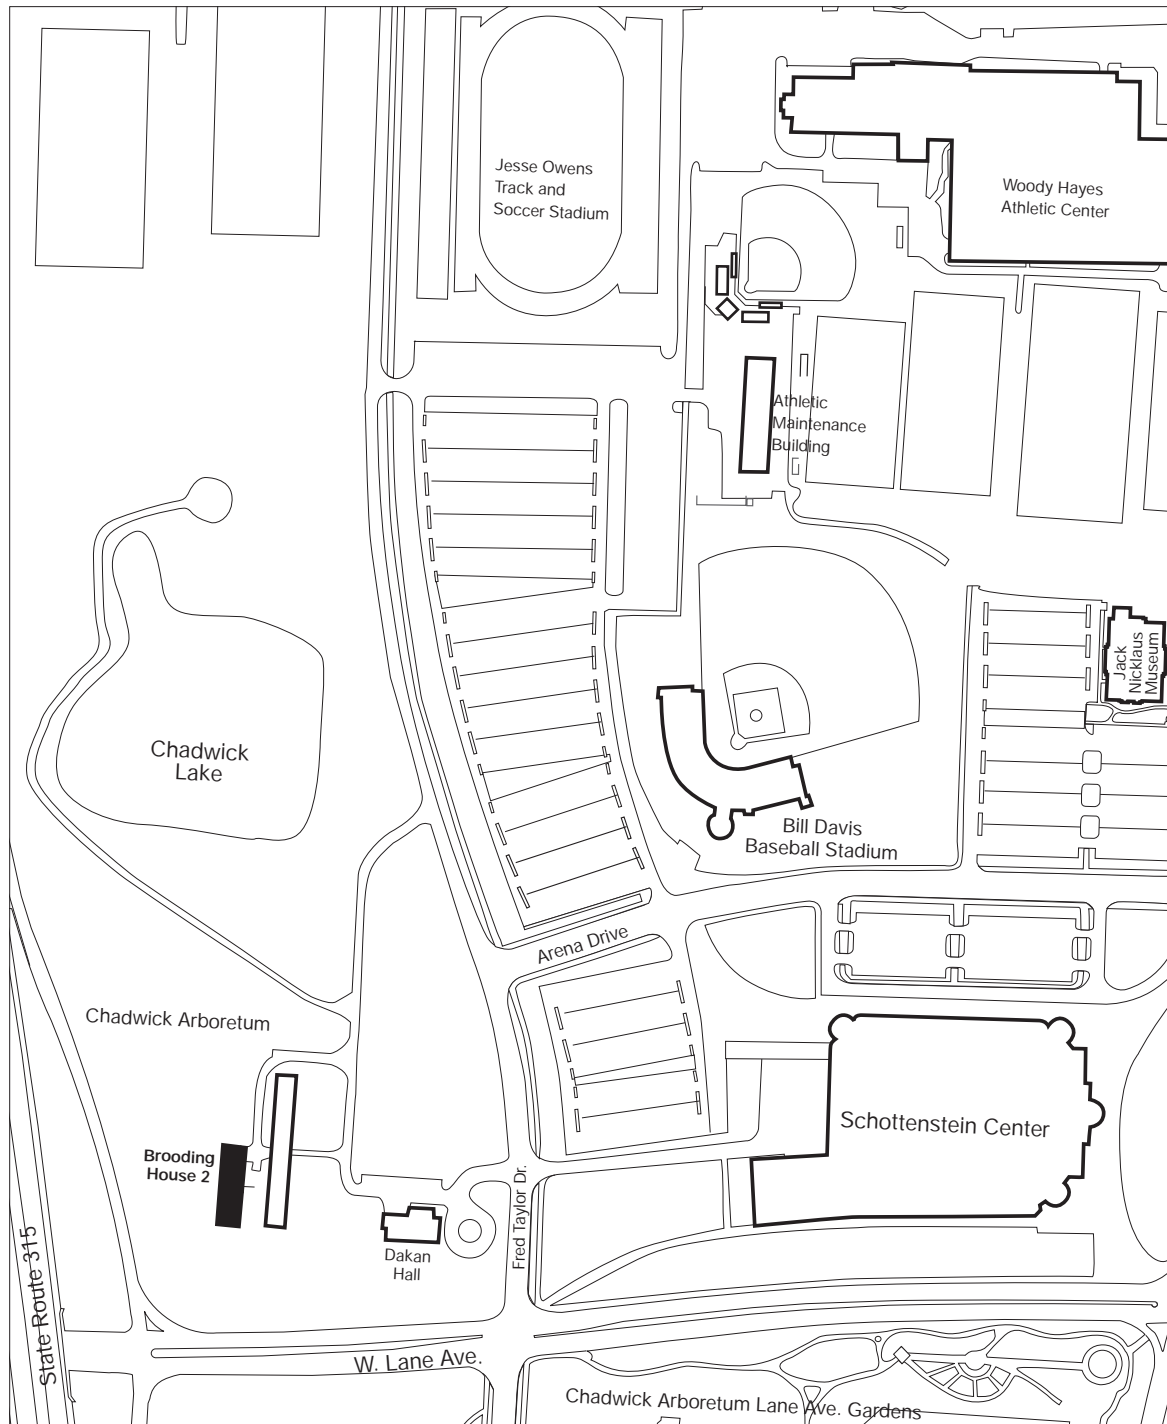 Jesse Owens
Track and
Soccer Stadium
Woody Hayes
Athletic Center
Athletic
Maintenance
Building
Jack
Nicklaus
Museum
Chadwick
Lake
Bill Davis
Baseball Stadium
Arena Drive
Chadwick Arboretum
Schottenstein Center
Brooding
House 2
Fred Taylor Dr.
Dakan
Hall
State Route 315
W. Lane Ave.
Chadwick Arboretum Lane Ave. Gardens